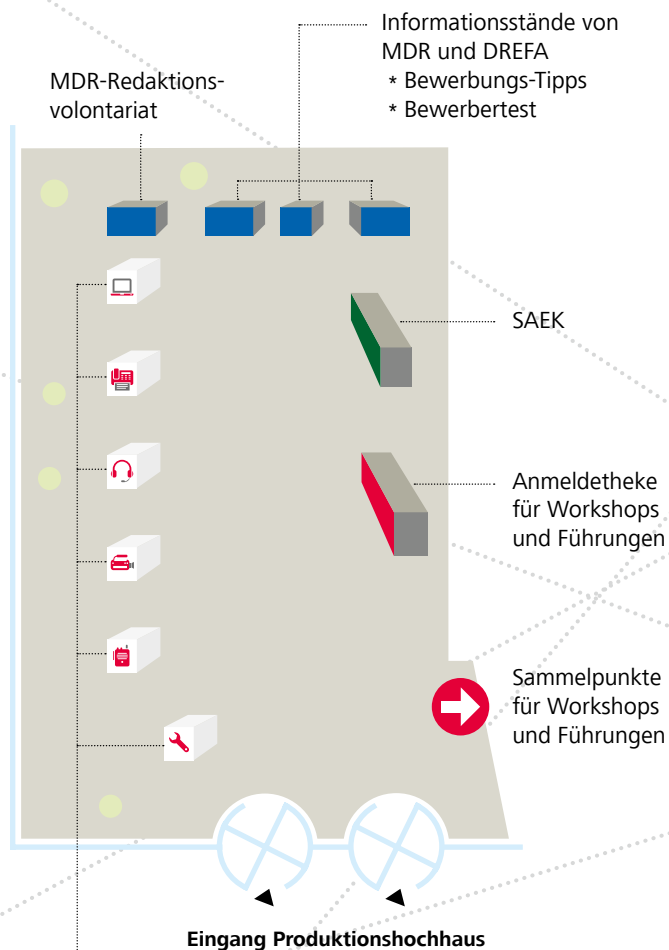 Informationsstände von
MDR und DREFA
* Bewerbungs-Tipps
* Bewerbertest
MDR-Redaktions-
volontariat
SAEK
Anmeldetheke
für Workshops
und Führungen
Sammelpunkte
für Workshops
und Führungen
Eingang Produktionshochhaus